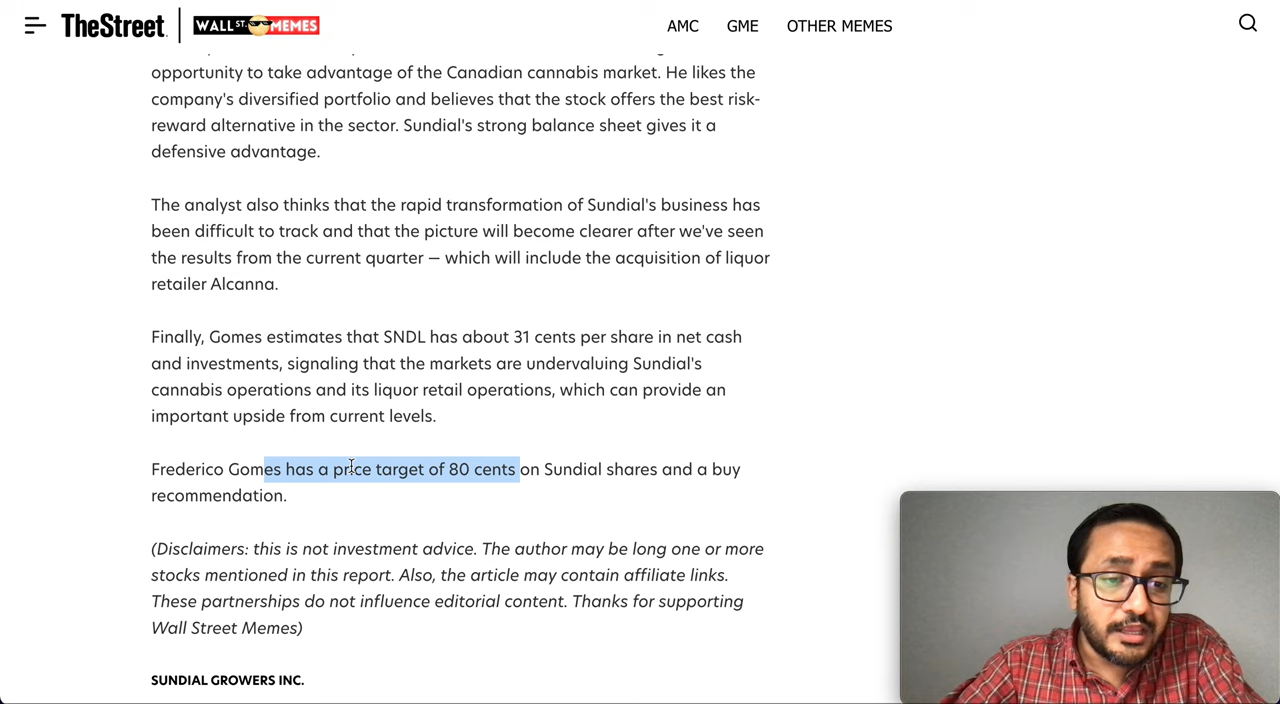 TheStreet
WALL ST. MEMES
AMC GME OTHER MEMES
opportunity to take advantage of the Canadian cannabis market. He likes the
company's diversified portfolio and believes that the stock offers the best risk-
reward alternative in the sector. Sundial's strong balance sheet gives it a
defensive advantage.
The analyst also thinks that the rapid transformation of Sundial's business has
been difficult to track and that the picture will become clearer after we've seen
the results from the current quarter — which will include the acquisition of liquor
retailer Alcanna.
Finally, Gomes estimates that SNDL has about 31 cents per share in net cash
and investments, signaling that the markets are undervaluing Sundial's
cannabis operations and its liquor retail operations, which can provide an
important upside from current levels.
Frederico Gomes has a price target of 80 cents on Sundial shares and a buy
recommendation.
(Disclaimers: this is not investment advice. The author may be long one or more
stocks mentioned in this report. Also, the article may contain affiliate links.
These partnerships do not influence editorial content. Thanks for supporting
Wall Street Memes)
SUNDIAL GROWERS INC.